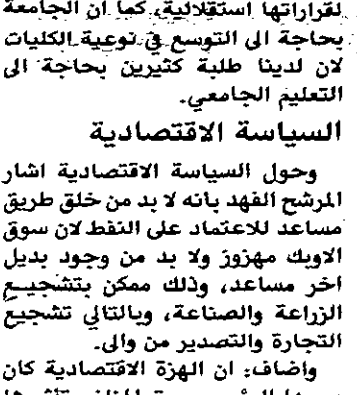 لقراراتها استقلالية، كما ان الجامعة
بحاجة الى التوسع في نوعية الكليات
لان لدينا طلبة كثيرين بحاجة الى
التعليم الجامعي.
السياسة الاقتصادية
وحول السياسة الاقتصادية اشار
المرشح الفهد بانه لا بد من خلق طريق
مساعد للاعتماد على النفط لان سوق
الاوبك مهزوز ولا بد من وجود بديل
اخر مساعد، وذلك ممكن بتشجيع
الزراعة والصناعة، وبالتالي تشجيع
التجارة والتصدير من والى.
واضاف: ان الهزة الاقتصادية كان